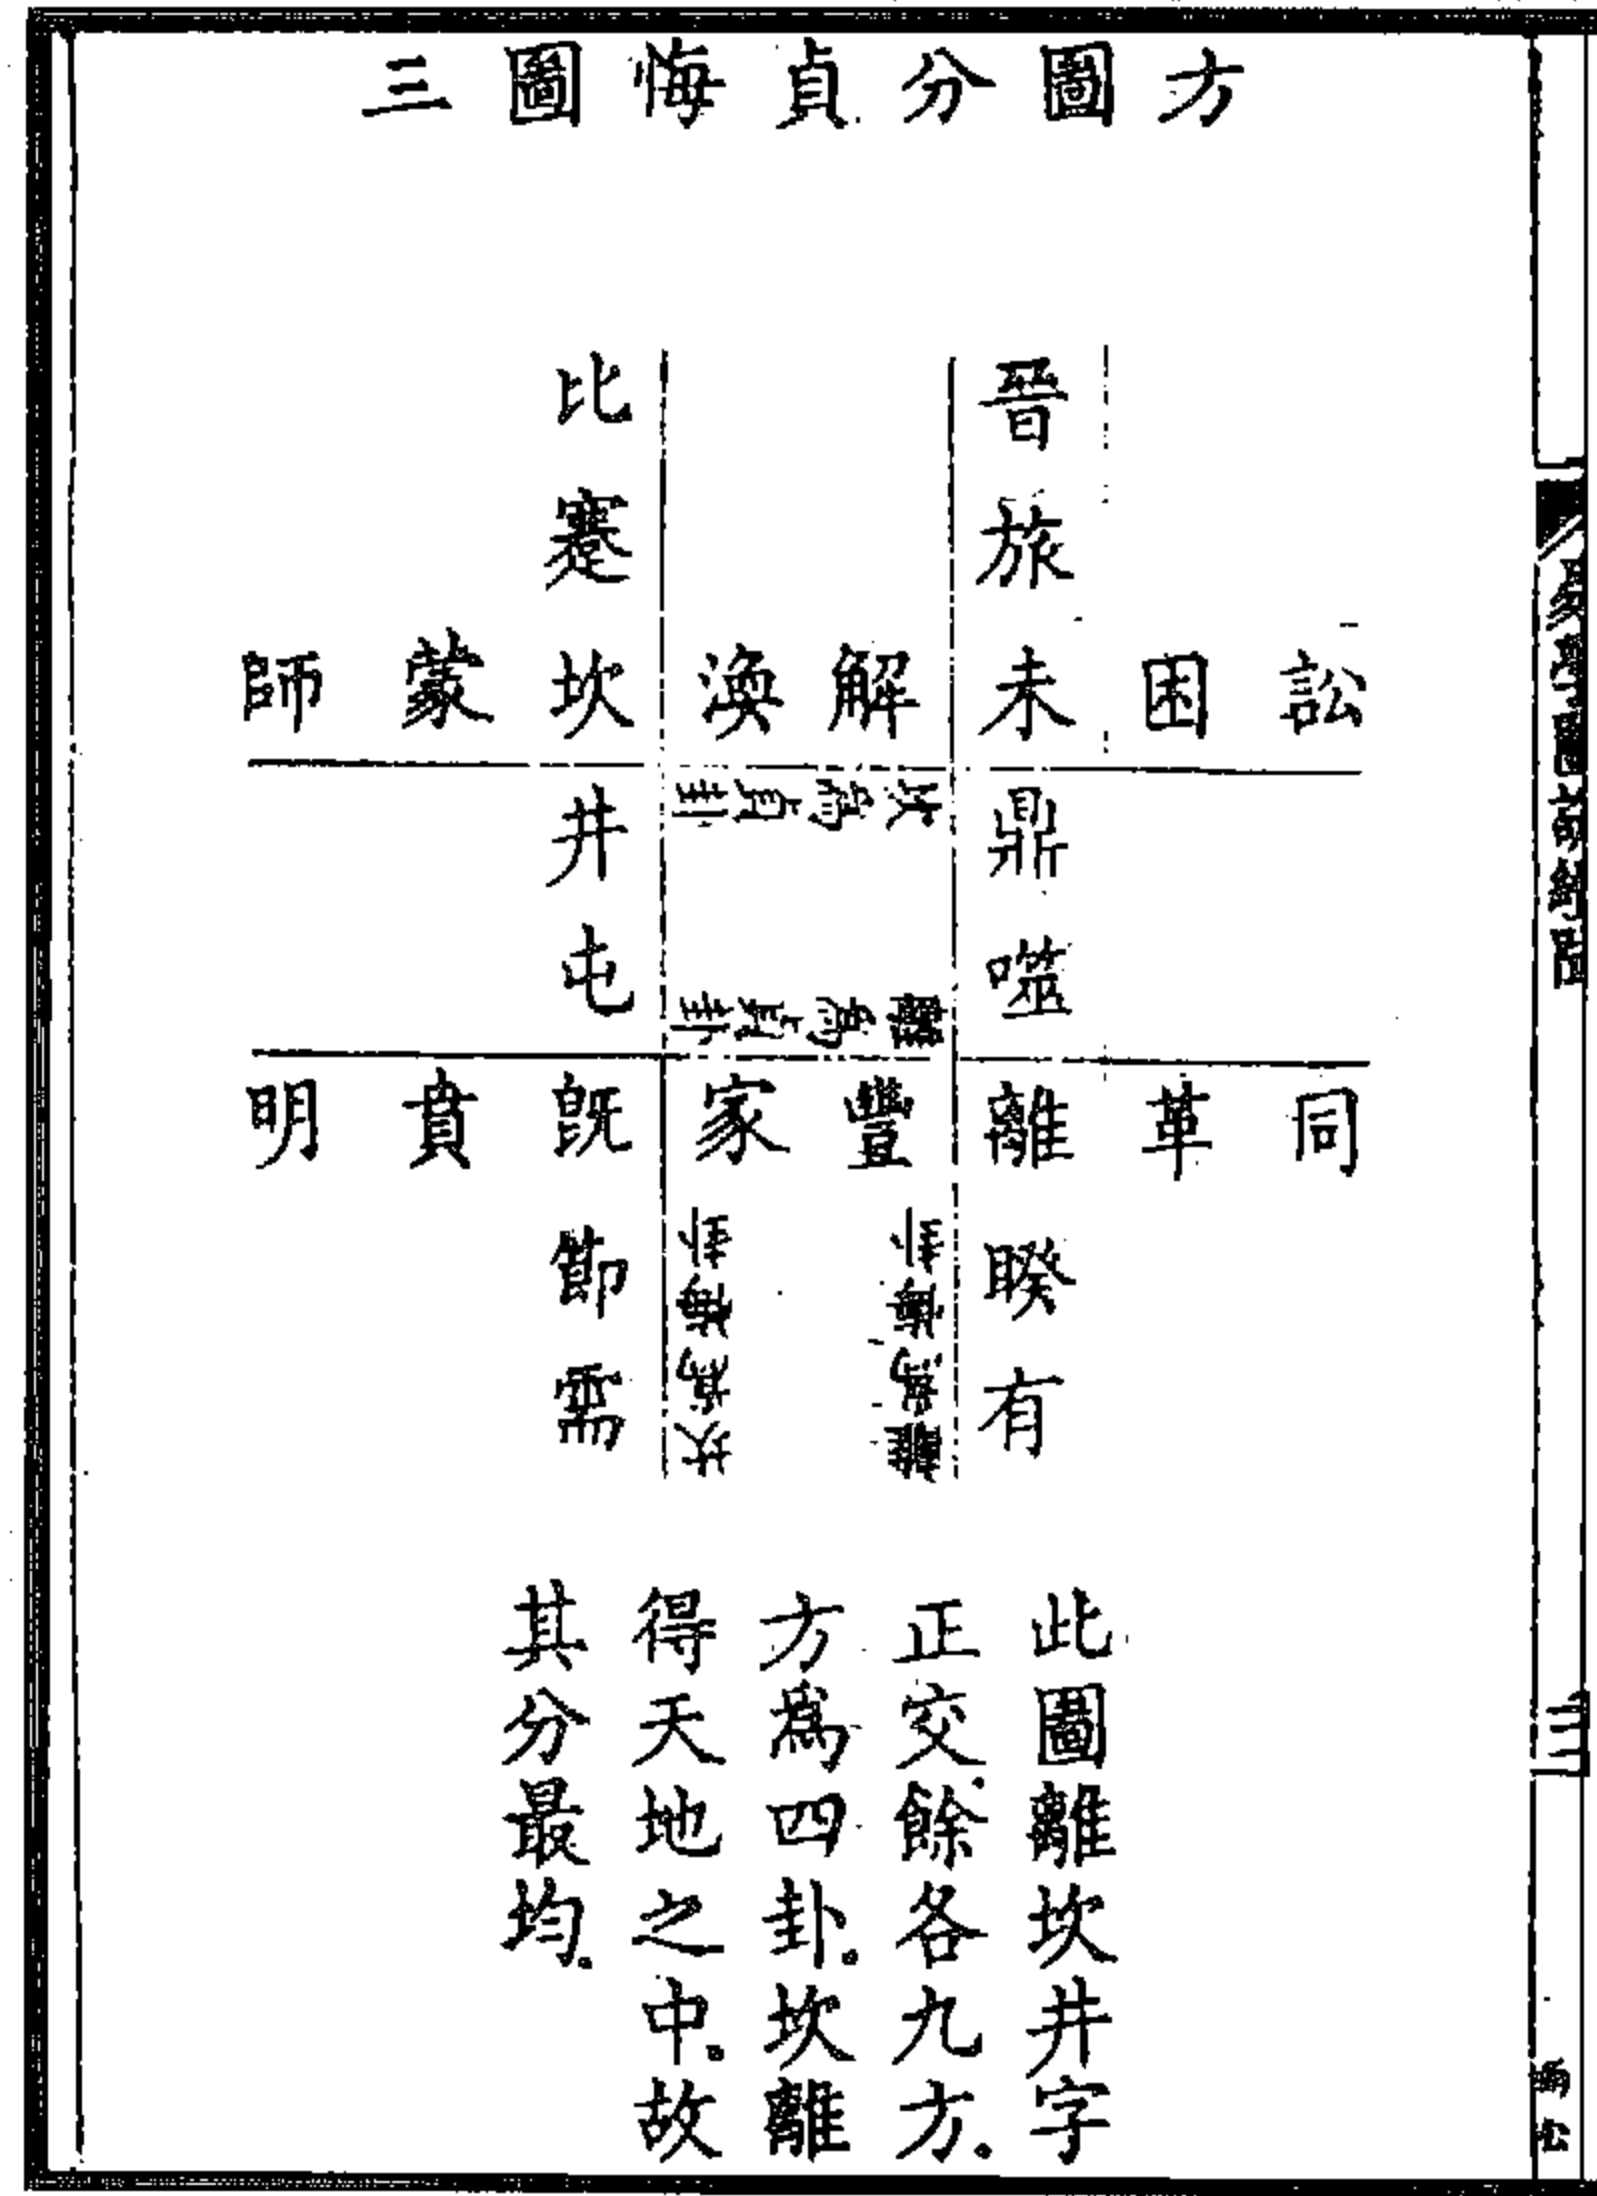 方圖分貞悔圖三
晉 比
旅 蹇
訟 困 未 解 渙 坎 蒙 師
鼎 井
噬 屯
同 革 離 豐 家 既 賁 明
睽 節
有 需
此圖離坎井字
正交餘各九方。
方為四卦。坎離
得天地之中。故
其分最均。
三